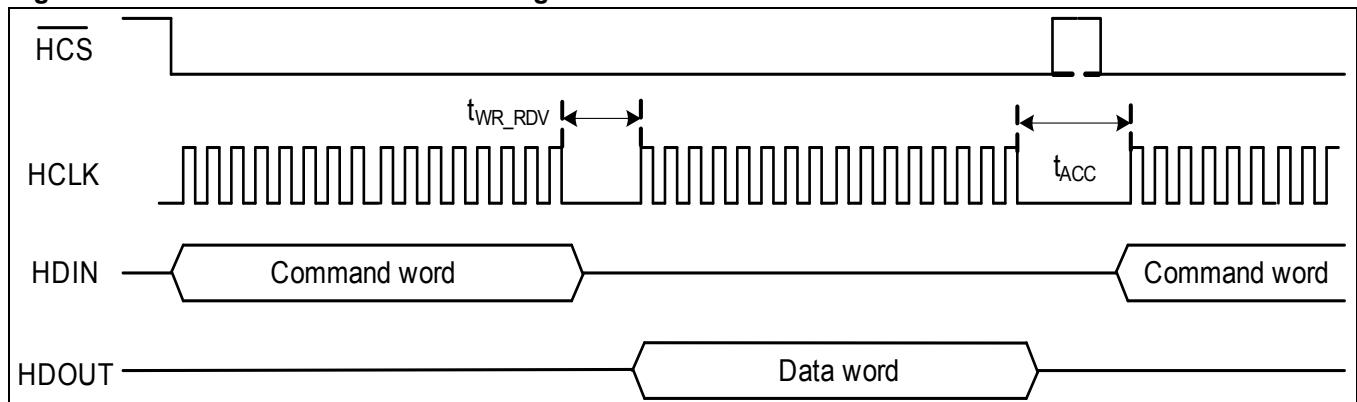 HCS
tWR_RDV
HCLK
tACC
HDIN
Command word
Command word
HDOUT
Data word